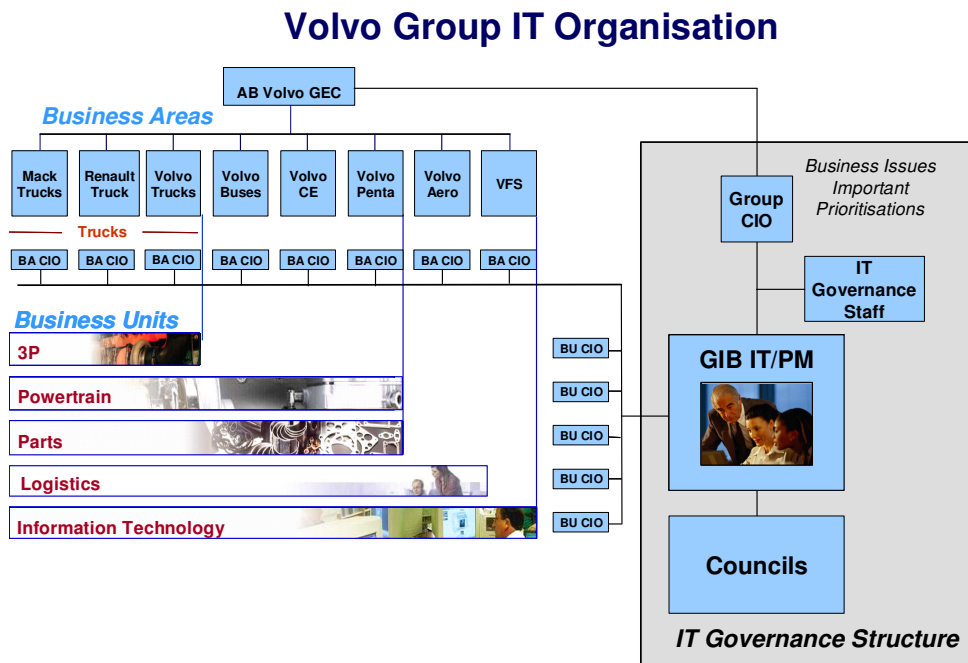 Volvo Group IT Organisation
AB Volvo GEC
Business Areas
Mack
Trucks
Renault
Truck
Volvo
Trucks
Volvo
Buses
Volvo
CE
Volvo
Penta
Volvo
Aero
VFS
Trucks
BA CIO
BA CIO
BA CIO
BA CIO
BA CIO
BA CIO
BA CIO
BA CIO
Business Units
3P
Powertrain
Parts
Logistics
Information Technology
BU CIO
BU CIO
BU CIO
BU CIO
BU CIO
Business Issues
Important
Prioritisations
Group
CIO
IT
Governance
Staff
GIB IT/PM
Councils
IT Governance Structure